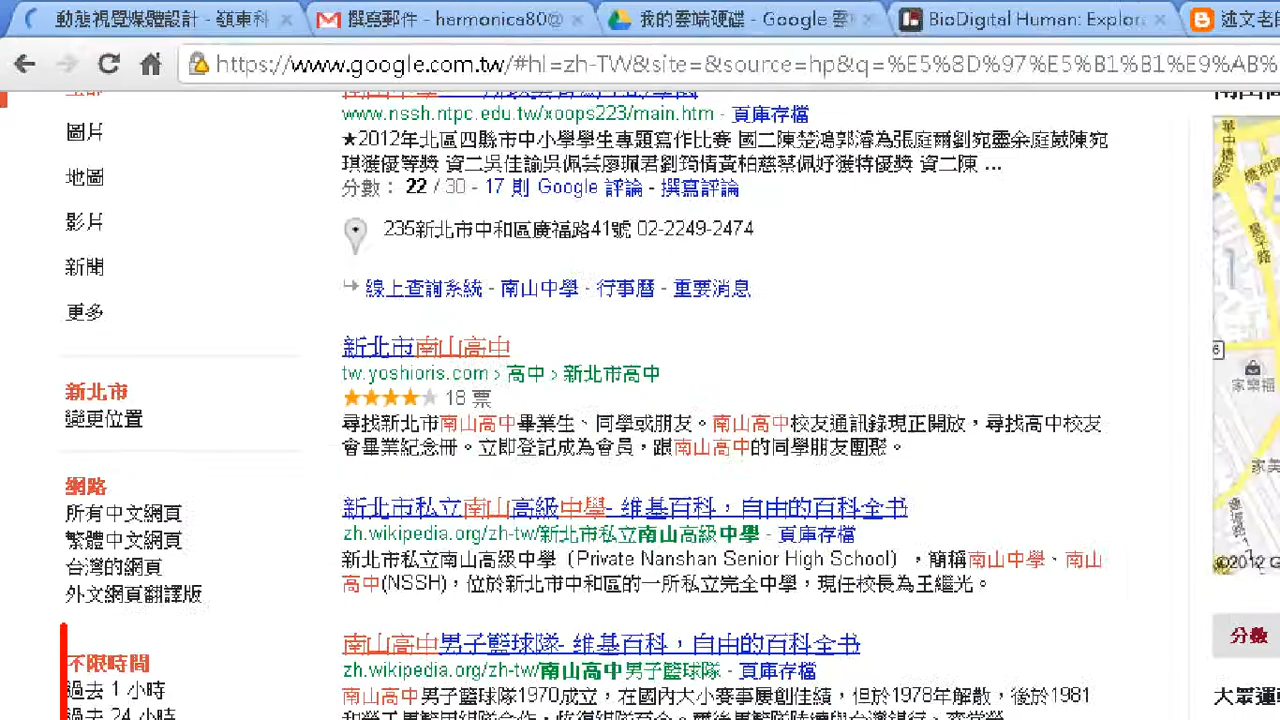 動態視覺媒體設計 - 嶺東科
撰寫郵件 - harmonica80@
我的雲端硬碟 - Google 雲
BioDigital Human: Explor
述文老師
https://www.google.com.tw/#hl=zh-TW&site=&source=hp&q=%E5%8D%97%E5%B1%B1%E9%AB%
www.nssh.ntpc.edu.tw/xoops223/main.htm - 頁庫存檔
圖片
★2012年北區四縣市中小學學生專題寫作比賽 國二陳楚鴻郭濬為張庭爾劉宛靈余庭葳陳宛
琪獲優等獎 資二吳佳諭吳佩芸廖珮君劉筠倩黃柏慈蔡佩妤獲特優獎 資二陳 ...
地圖
分數： 22 / 30 - 17 則 Google 評論 - 撰寫評論
影片
235新北市中和區廣福路41號 02-2249-2474
新聞
線上查詢系統 - 南山中學 - 行事曆 - 重要消息
更多
新北市南山高中
tw.yoshioris.com › 高中 › 新北市高中
新北市
18 票
變更位置
尋找新北市南山高中畢業生、同學或朋友。南山高中校友通訊錄現正開放，尋找高中校友
會畢業紀念冊。立即登記成為會員，跟南山高中的同學朋友團聚。
網路
新北市私立南山高級中學- 維基百科，自由的百科全書
所有中文網頁
zh.wikipedia.org/zh-tw/新北市私立南山高級中學 - 頁庫存檔
繁體中文網頁
新北市私立南山高級中學（Private Nanshan Senior High School），簡稱南山中學、南山
台灣的網頁
高中(NSSH)，位於新北市中和區的一所私立完全中學，現任校長為王繼光。
外文網頁翻譯版
南山高中男子籃球隊- 維基百科，自由的百科全書
不限時間
zh.wikipedia.org/zh-tw/南山高中男子籃球隊 - 頁庫存檔
過去 1 小時
南山高中男子籃球隊1970成立，在國內大小賽事屢創佳績，但於1978年解散，後於1981
過去 24 小時
華中橋
家樂福
©2012 G
分數
大眾運